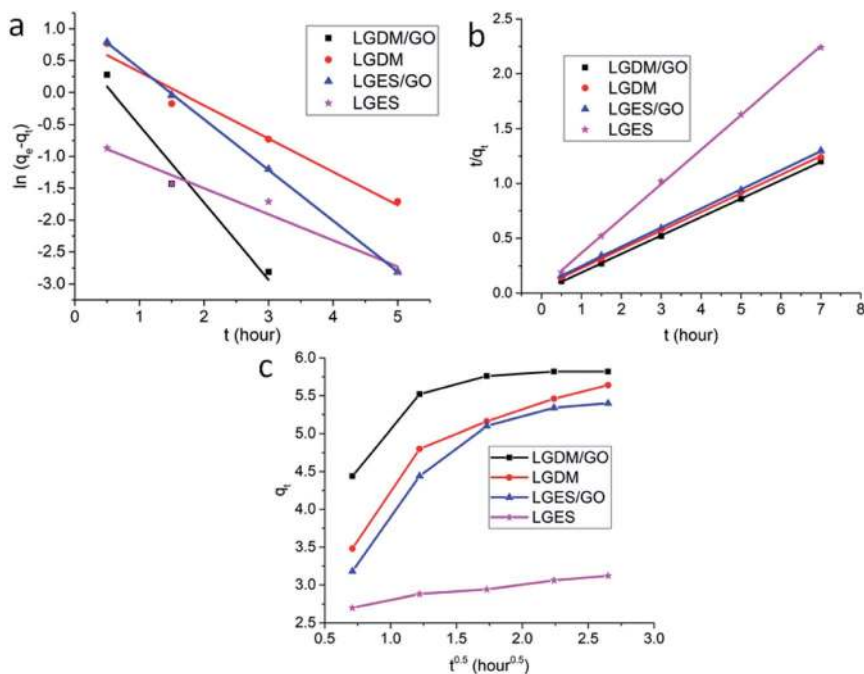 a
1.0
0.5
0.0
-0.5
-1.0
-1.5
-2.0
-2.5
-3.0
ln (qe-qt)
0 1 2 3 4 5
t (hour)
LGDM/GO
LGDM
LGES/GO
LGES
b
2.5
2.0
1.5
1.0
0.5
0.0
t/qt
0 1 2 3 4 5 6 7 8
t (hour)
LGDM/GO
LGDM
LGES/GO
LGES
c
6.0
5.5
5.0
4.5
4.0
3.5
3.0
2.5
qt
0.5 1.0 1.5 2.0 2.5 3.0
t0.5 (hour0.5)
LGDM/GO
LGDM
LGES/GO
LGES